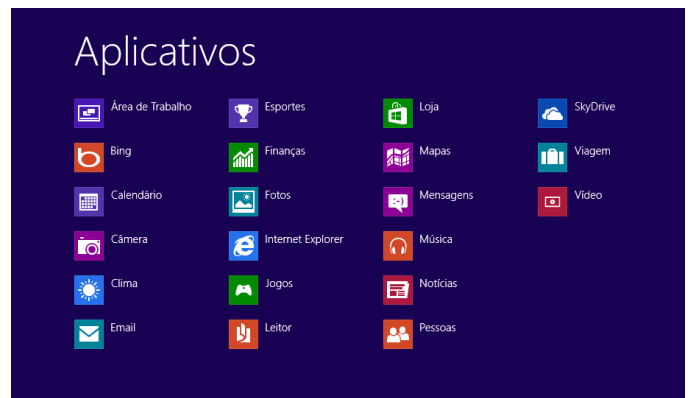 Aplicativos
Área de Trabalho
Bing
Calendário
Câmera
Clima
Email
Esportes
Finanças
Fotos
Internet Explorer
Jogos
Leitor
Loja
Mapas
Mensagens
Música
Notícias
Pessoas
SkyDrive
Viagem
Vídeo